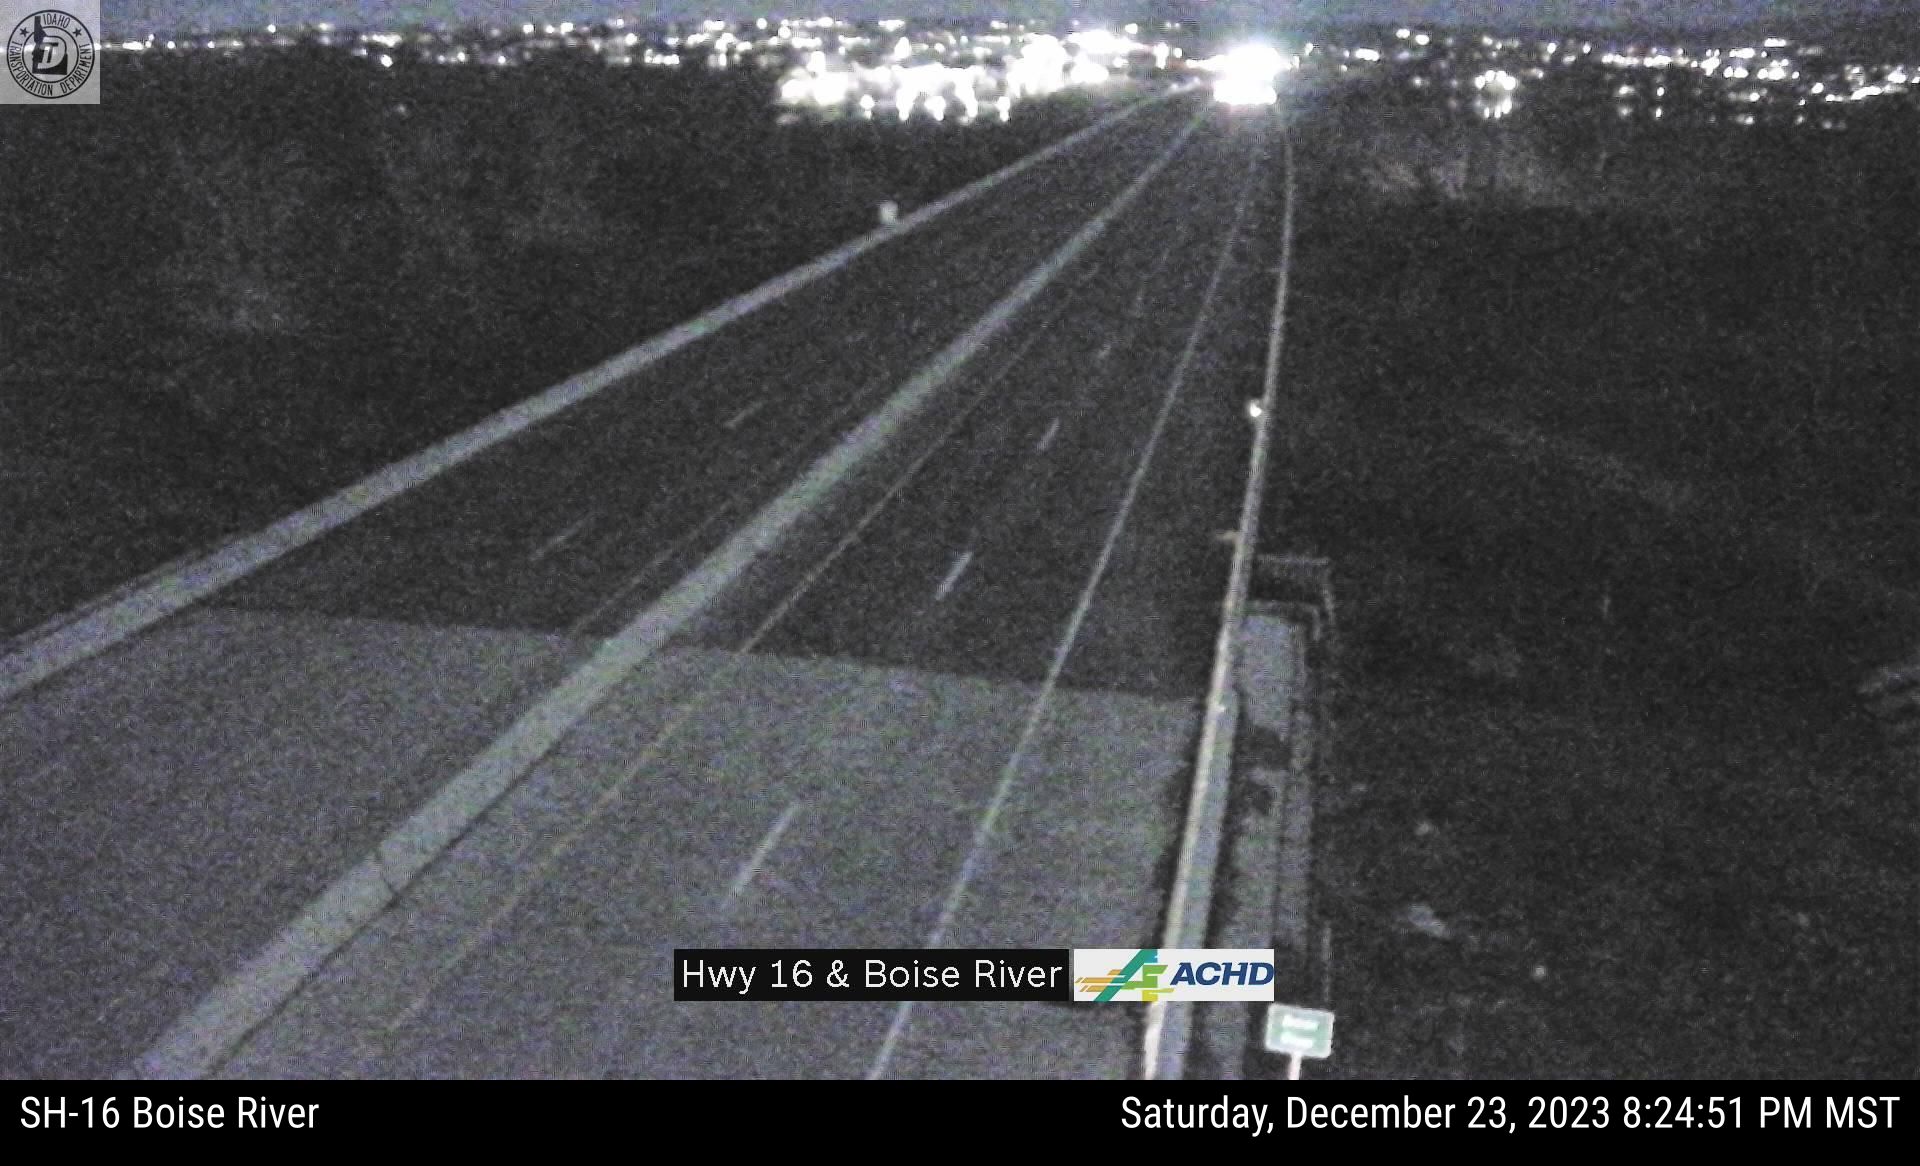 IDAHO
TRANSPORTATION DEPARTMENT
Hwy 16 & Boise River
ACHD
SH-16 Boise River
Saturday, December 23, 2023 8:24:51 PM MST